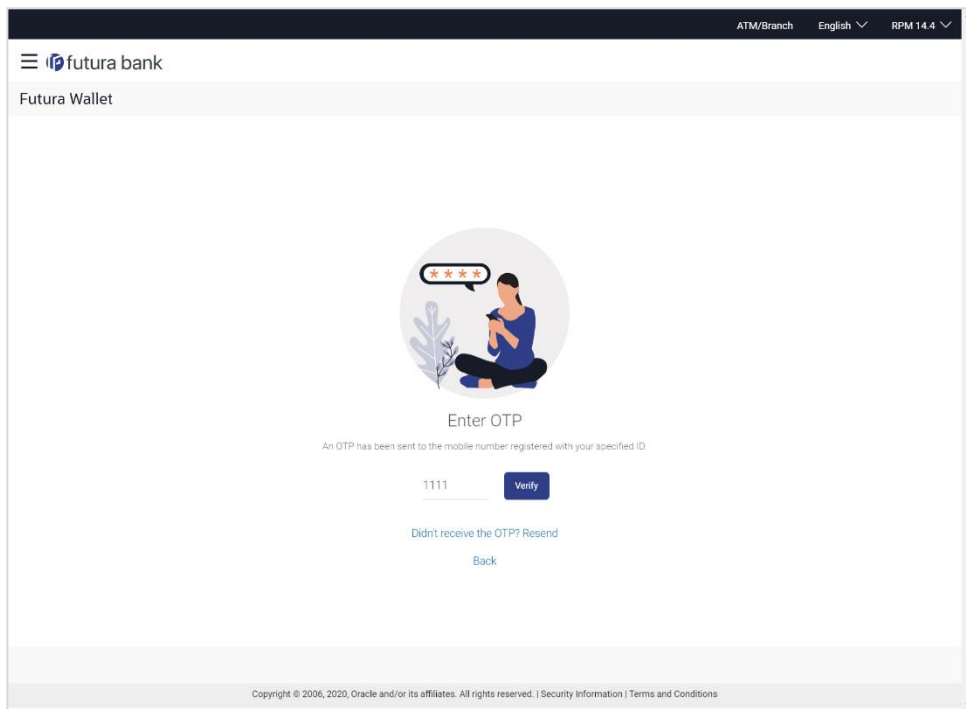 ATM/Branch English RPM 14.4
futura bank
Futura Wallet
****
Enter OTP
An OTP has been sent to the mobile number registered with your specified ID.
1111 Verify
Didn't receive the OTP? Resend
Back
Copyright © 2006, 2020, Oracle and/or its affiliates. All rights reserved. | Security Information | Terms and Conditions